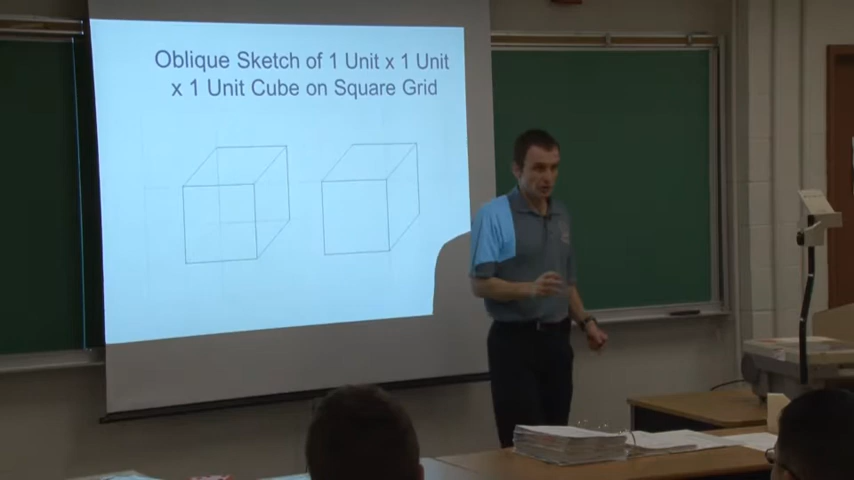 Oblique Sketch of 1 Unit x 1 Unit
x 1 Unit Cube on Square Grid